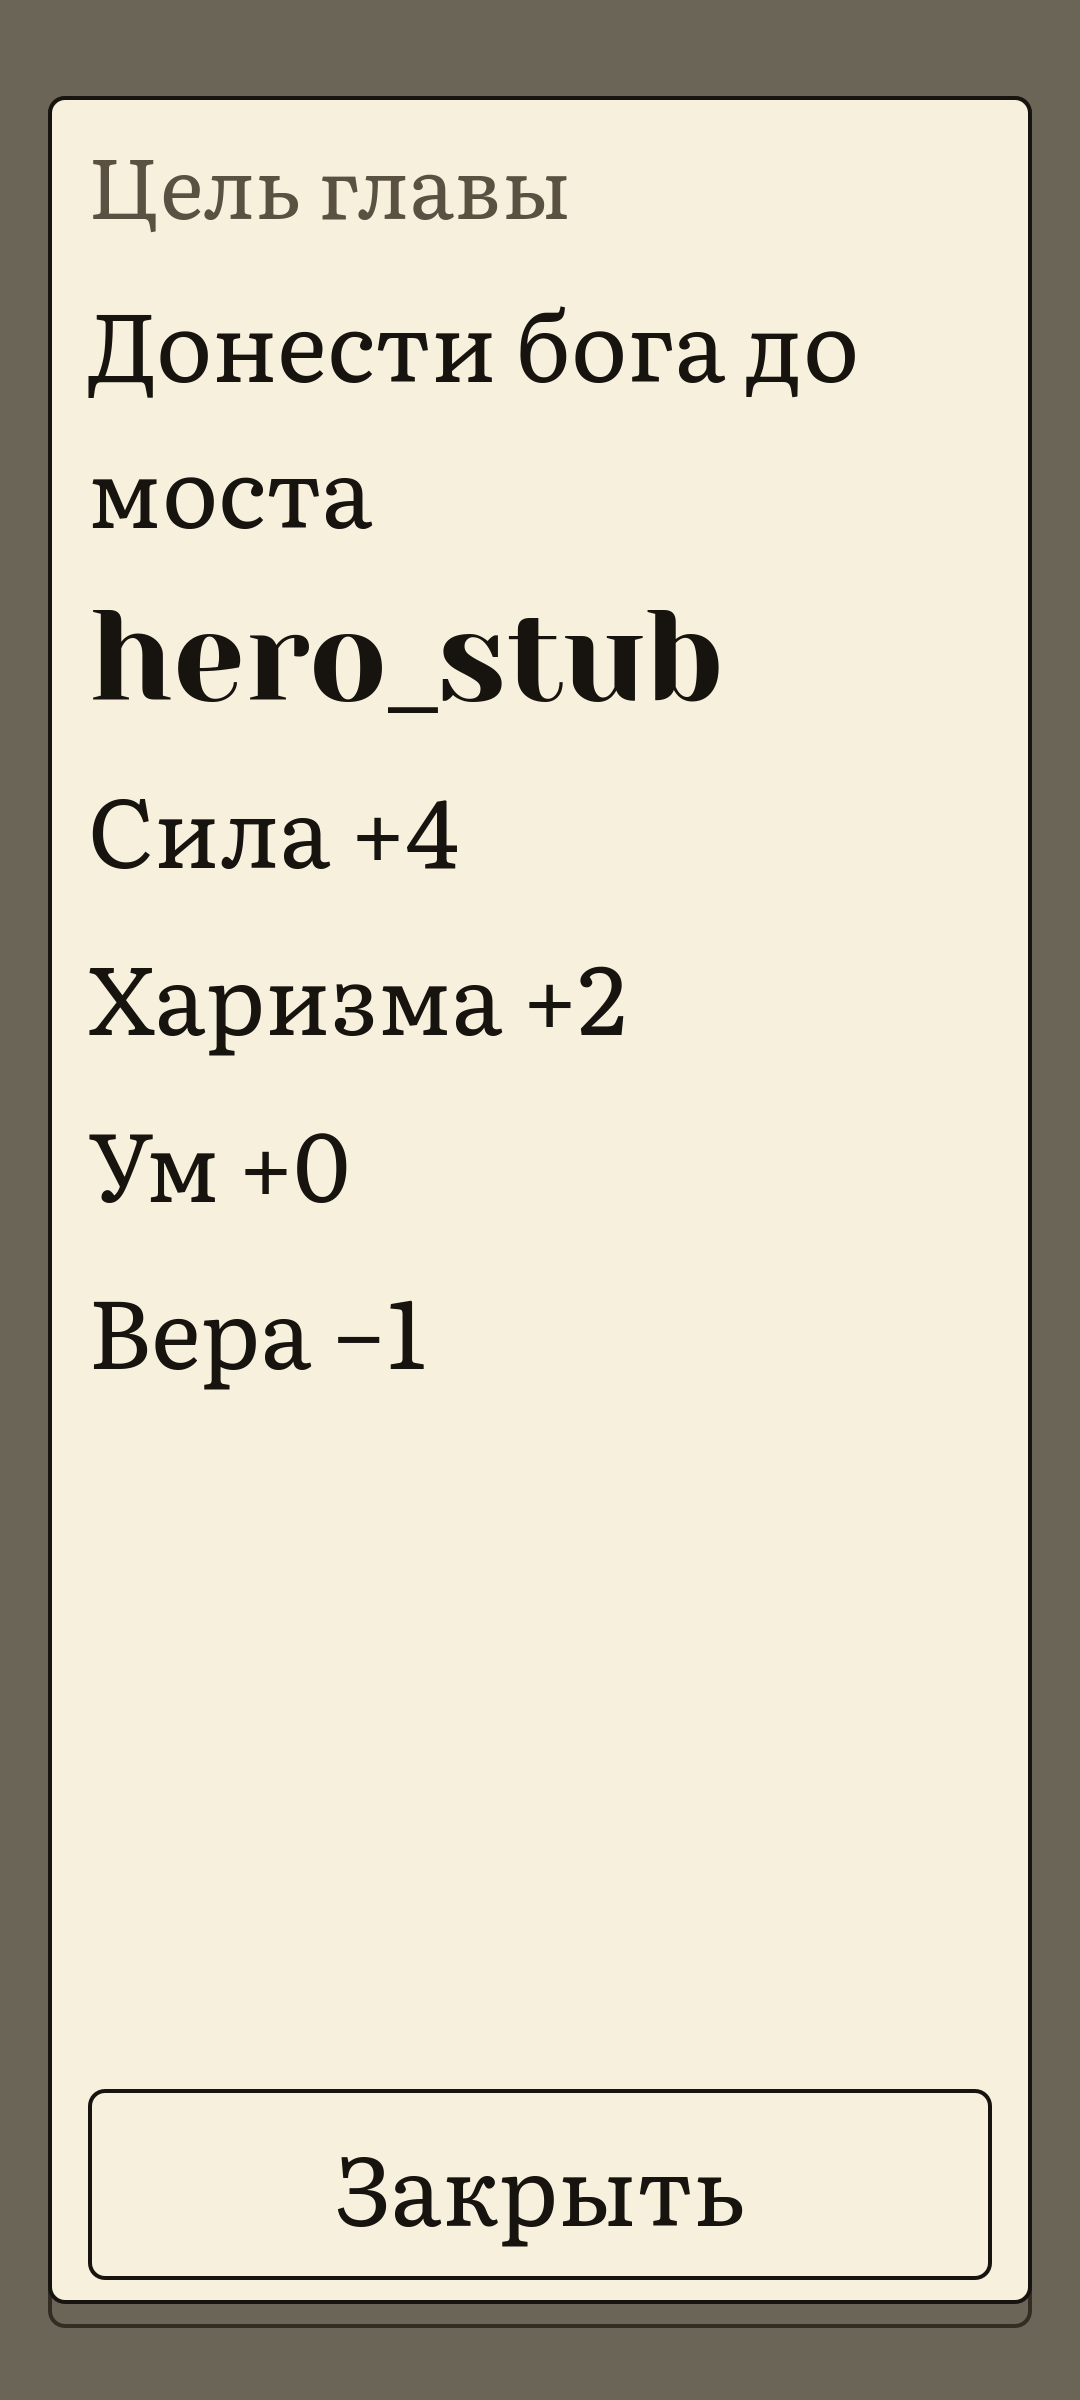 Цель главы
Донести бога до
моста
hero_stub
Сила +4
Харизма +2
Ум +0
Вера −1
Закрыть